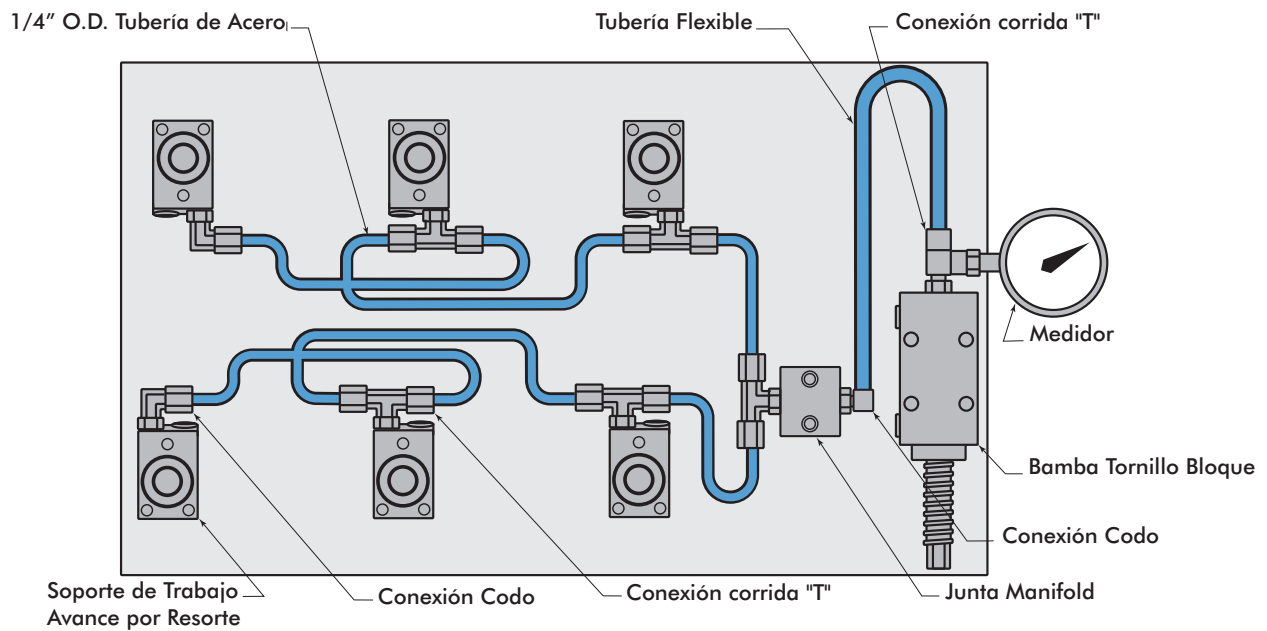 1/4” O.D. Tubería de Acero
Tubería Flexible
Conexión corrida "T"
Medidor
Bamba Tornillo Bloque
Conexión Codo
Junta Manifold
Conexión corrida "T"
Conexión Codo
Soporte de Trabajo
Avance por Resorte